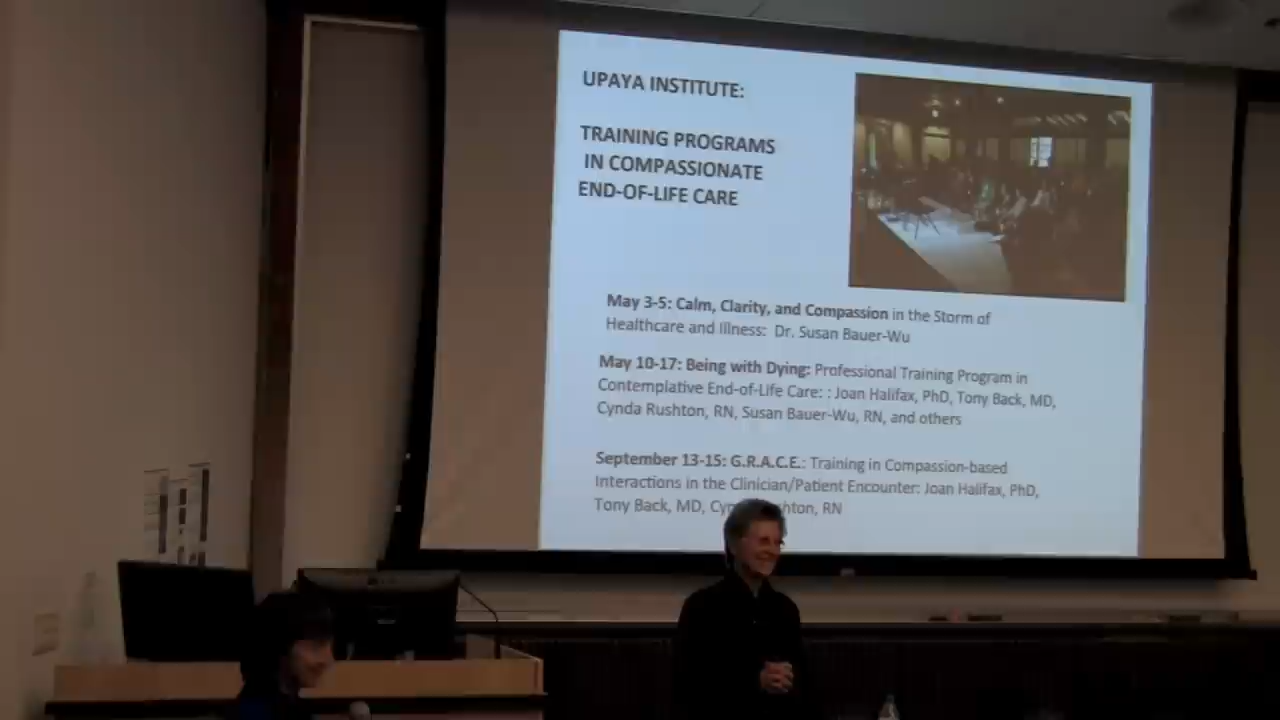 UPAYA INSTITUTE:
TRAINING PROGRAMS
IN COMPASSIONATE
END-OF-LIFE CARE
May 3-5: Calm, Clarity, and Compassion in the Storm of
Healthcare and Illness: Dr. Susan Bauer-Wu
May 10-17: Being with Dying: Professional Training Program in
Contemplative End-of-Life Care: : Joan Halifax, PhD, Tony Back, MD,
Cynda Rushton, RN, Susan Bauer-Wu, RN, and others
September 13-15: G.R.A.C.E.: Training in Compassion-based
Interactions in the Clinician/Patient Encounter: Joan Halifax, PhD,
Tony Back, MD, RN